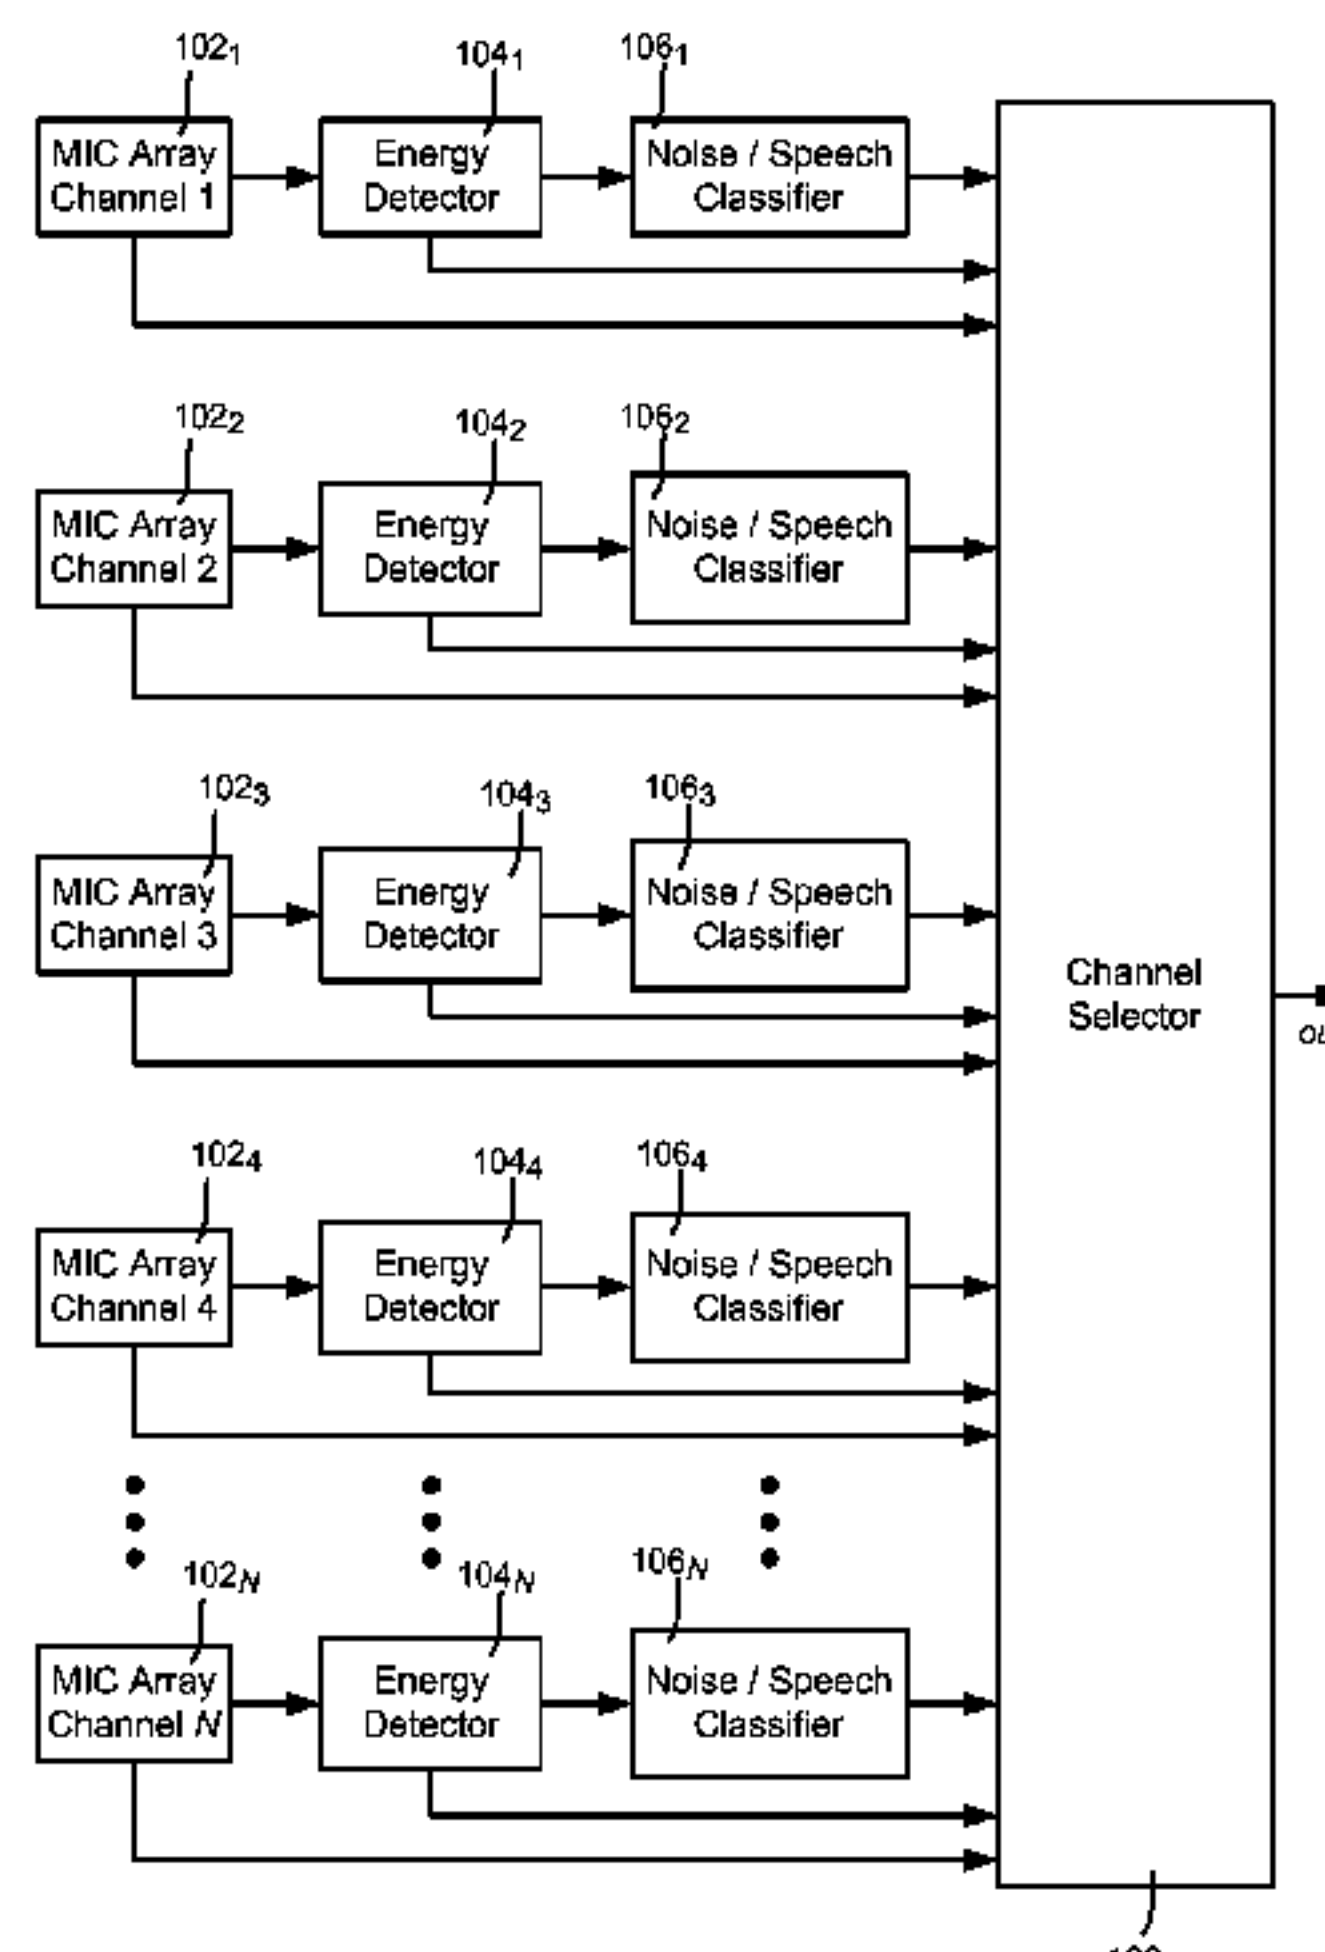 102₁ 104₁ 106₁
MIC Array Energy Noise / Speech
Channel 1 Detector Classifier
102₂ 104₂ 106₂
MIC Array Energy Noise / Speech
Channel 2 Detector Classifier
102₃ 104₃ 106₃
MIC Array Energy Noise / Speech
Channel 3 Detector Classifier
Channel
Selector
102₄ 104₄ 106₄
MIC Array Energy Noise / Speech
Channel 4 Detector Classifier
102N 104N 106N
MIC Array Energy Noise / Speech
Channel N Detector Classifier